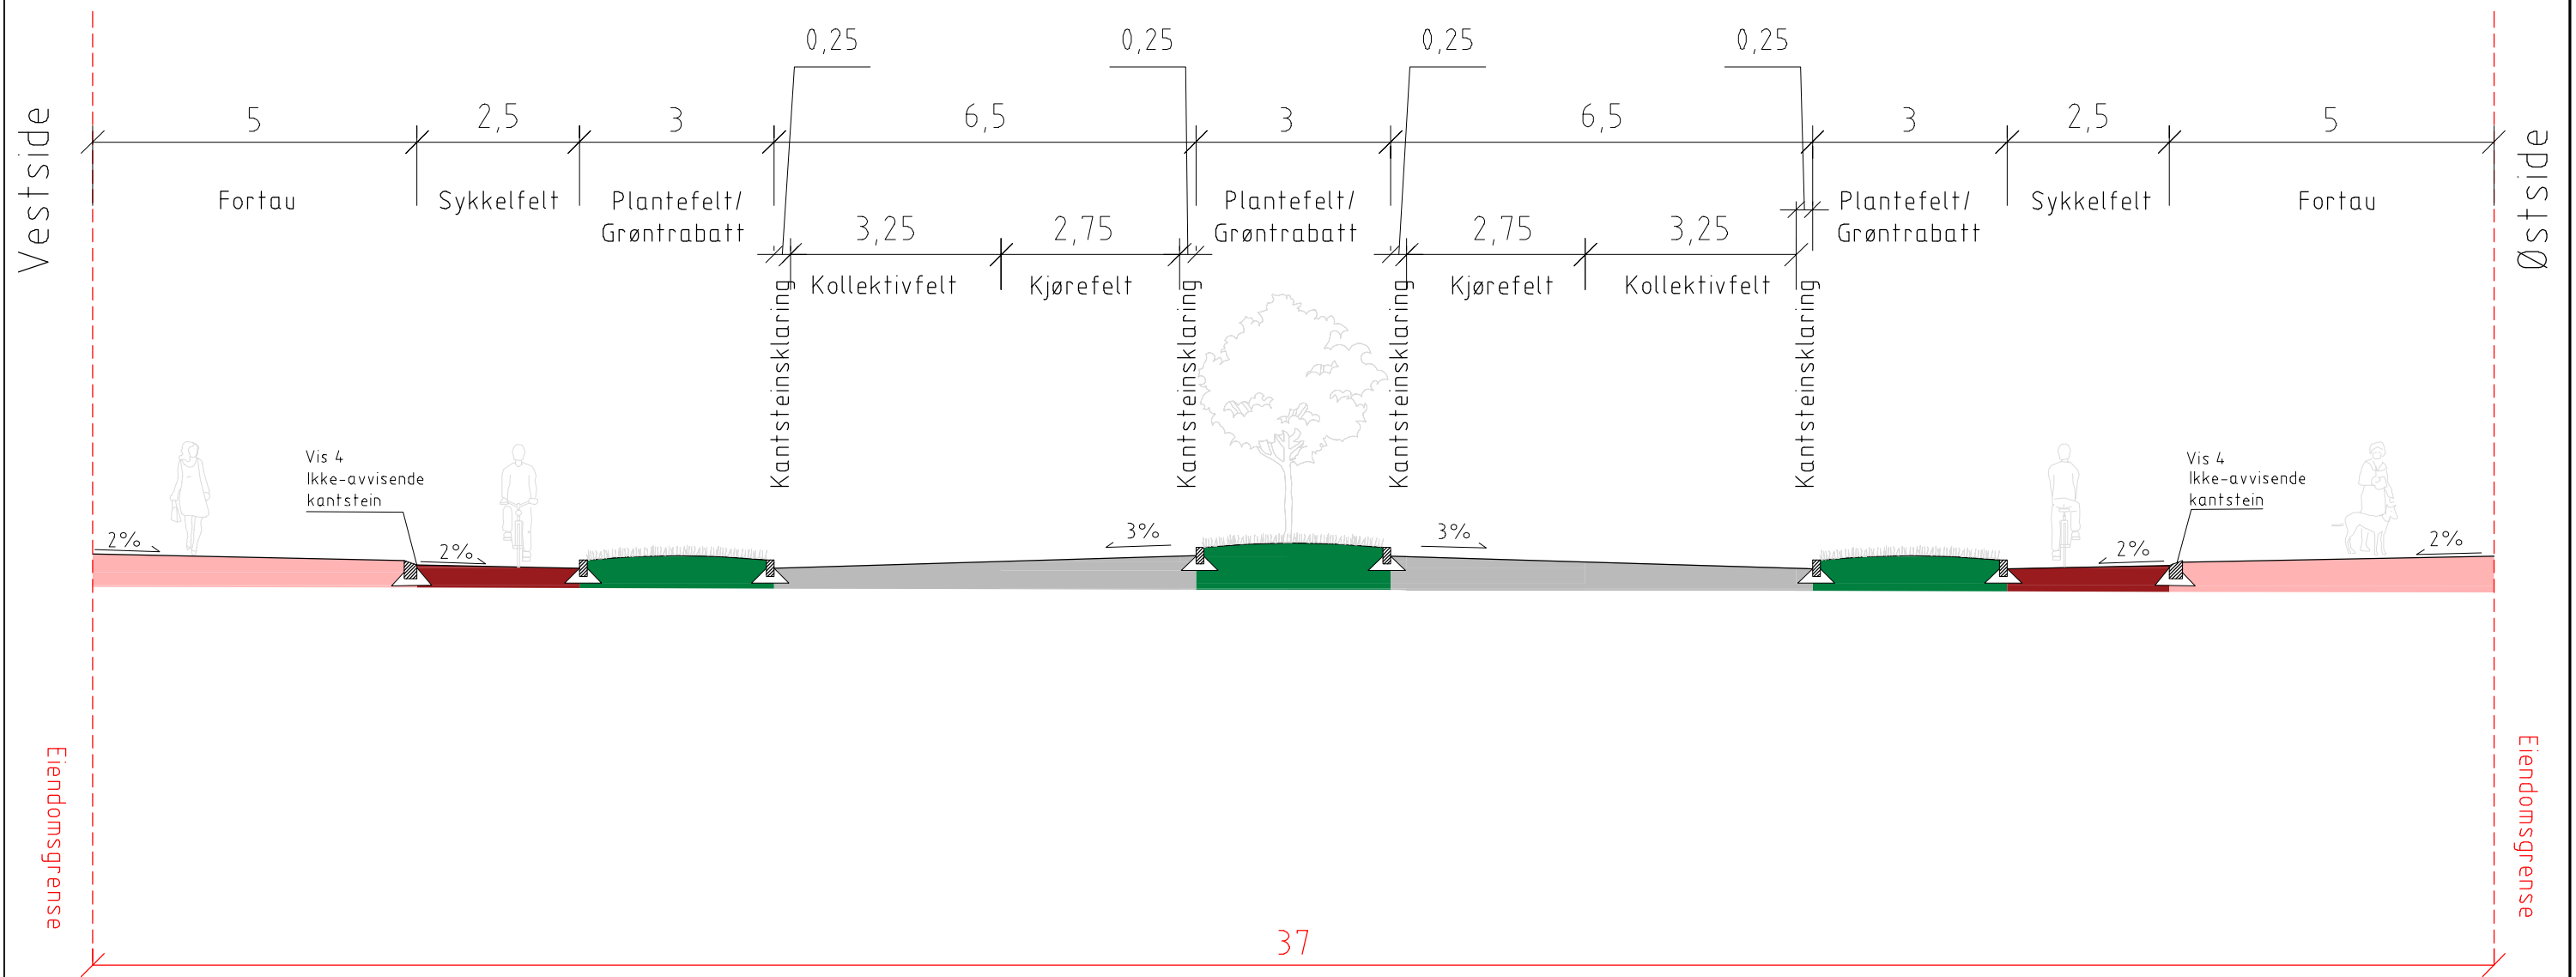 0,25
0,25
0,25
0,25
5
2,5
3
6,5
3
6,5
3
2,5
5
Vestside
Østside
Fortau
Sykkelfelt
Plantefelt/
Grøntrabatt
Plantefelt/
Grøntrabatt
Plantefelt/
Grøntrabatt
Sykkelfelt
Fortau
3,25
2,75
2,75
3,25
Kollektivfelt
Kjørefelt
Kjørefelt
Kollektivfelt
Kantsteinsklaring
Kantsteinsklaring
Kantsteinsklaring
Kantsteinsklaring
Vis 4
Ikke-avvisende
kantstein
Vis 4
Ikke-avvisende
kantstein
2%
2%
3%
3%
2%
2%
Eiendomsgrense
Eiendomsgrense
37